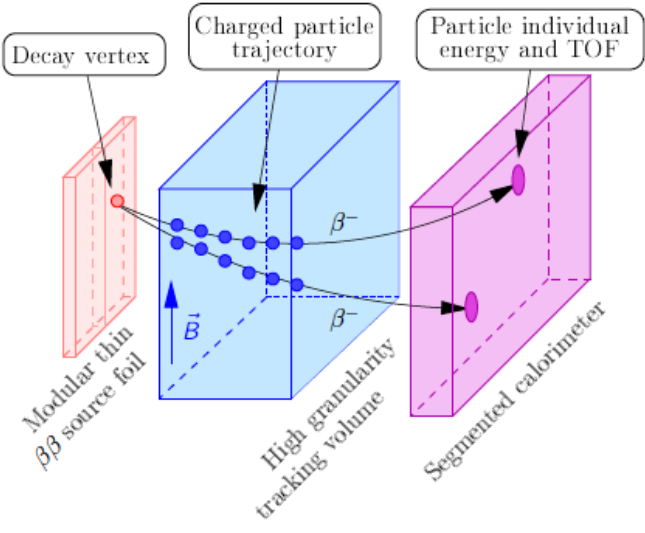 Decay vertex
Charged particle
trajectory
Particle individual
energy and TOF
β⁻
β⁻
B⃗
Modular thin
ββ source foil
High granularity
tracking volume
Segmented calorimeter